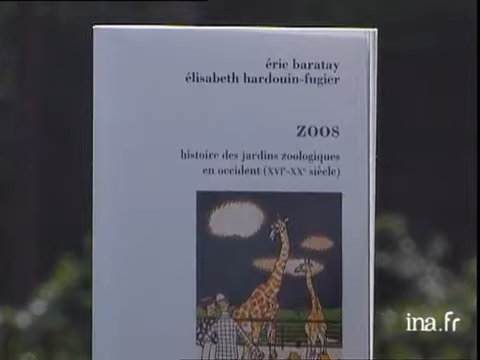 éric baratay
élisabeth hardouin-fugier
ZOOS
histoire des jardins zoologiques
en occident (XVIᵉ-XXᵉ siècle)
ina.fr